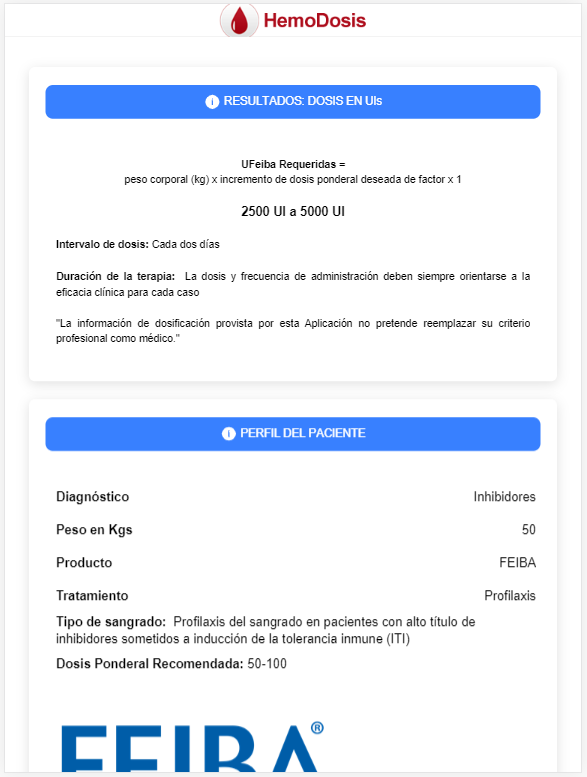 HemoDosis
i RESULTADOS: DOSIS EN UIs
UFeiba Requeridas =
peso corporal (kg) x incremento de dosis ponderal deseada de factor x 1
2500 UI a 5000 UI
Intervalo de dosis: Cada dos días
Duración de la terapia: La dosis y frecuencia de administración deben siempre orientarse a la
eficacia clínica para cada caso
"La información de dosificación provista por esta Aplicación no pretende reemplazar su criterio
profesional como médico."
i PERFIL DEL PACIENTE
Diagnóstico Inhibidores
Peso en Kgs 50
Producto FEIBA
Tratamiento Profilaxis
Tipo de sangrado: Profilaxis del sangrado en pacientes con alto título de
inhibidores sometidos a inducción de la tolerancia inmune (ITI)
Dosis Ponderal Recomendada: 50-100
FEIBA®